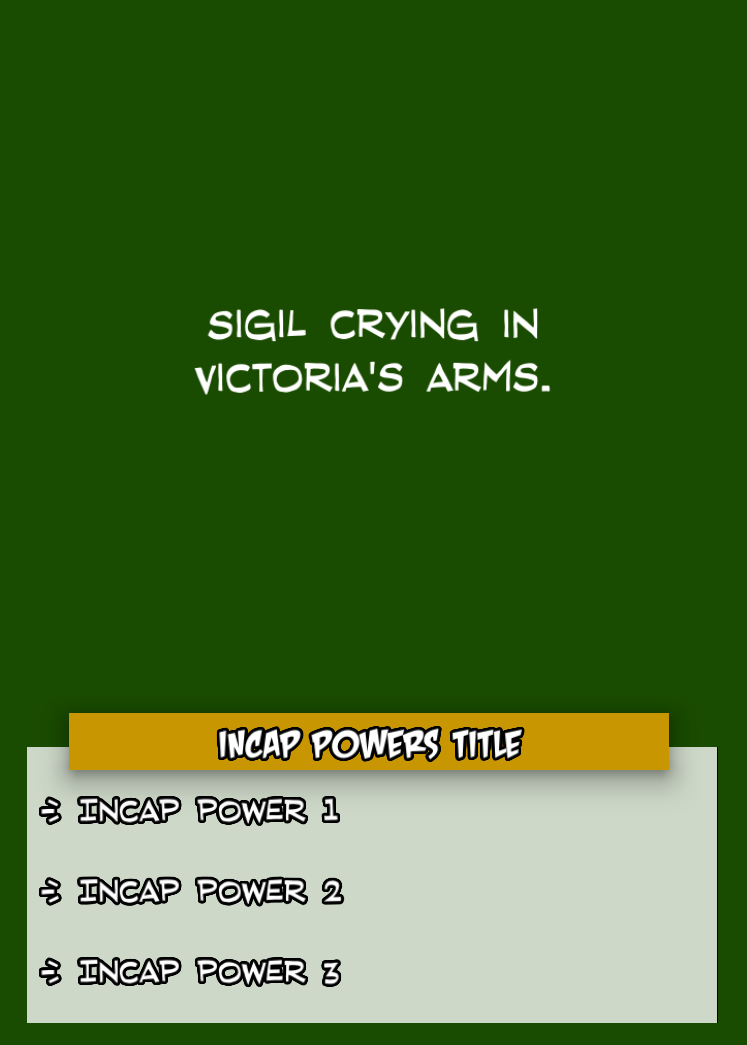 SIGIL CRYING IN
VICTORIA'S ARMS.
INCAP POWERS TITLE
INCAP POWER 1
INCAP POWER 2
INCAP POWER 3